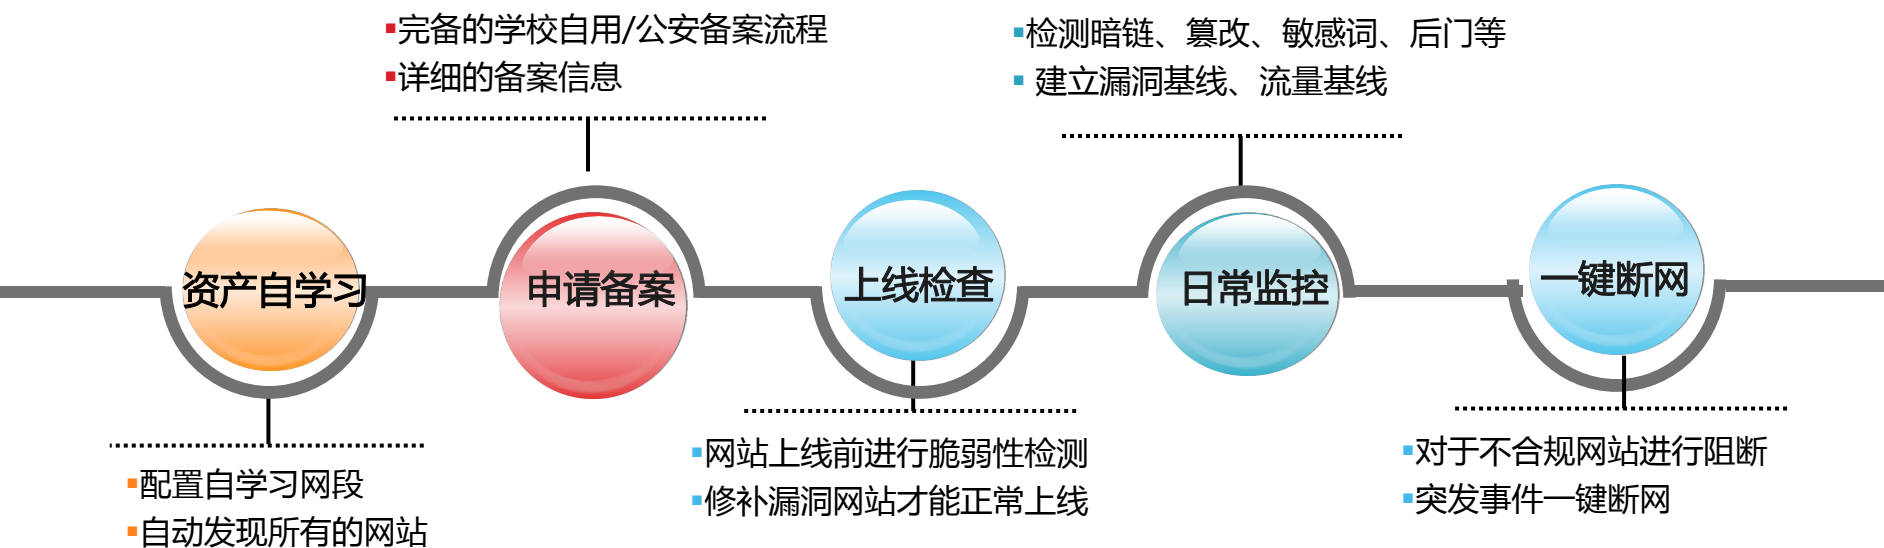 ▪完备的学校自用/公安备案流程
▪详细的备案信息
▪检测暗链、篡改、敏感词、后门等
▪ 建立漏洞基线、流量基线
资产自学习
申请备案
上线检查
日常监控
一键断网
▪配置自学习网段
▪自动发现所有的网站
▪网站上线前进行脆弱性检测
▪修补漏洞网站才能正常上线
▪对于不合规网站进行阻断
▪突发事件一键断网